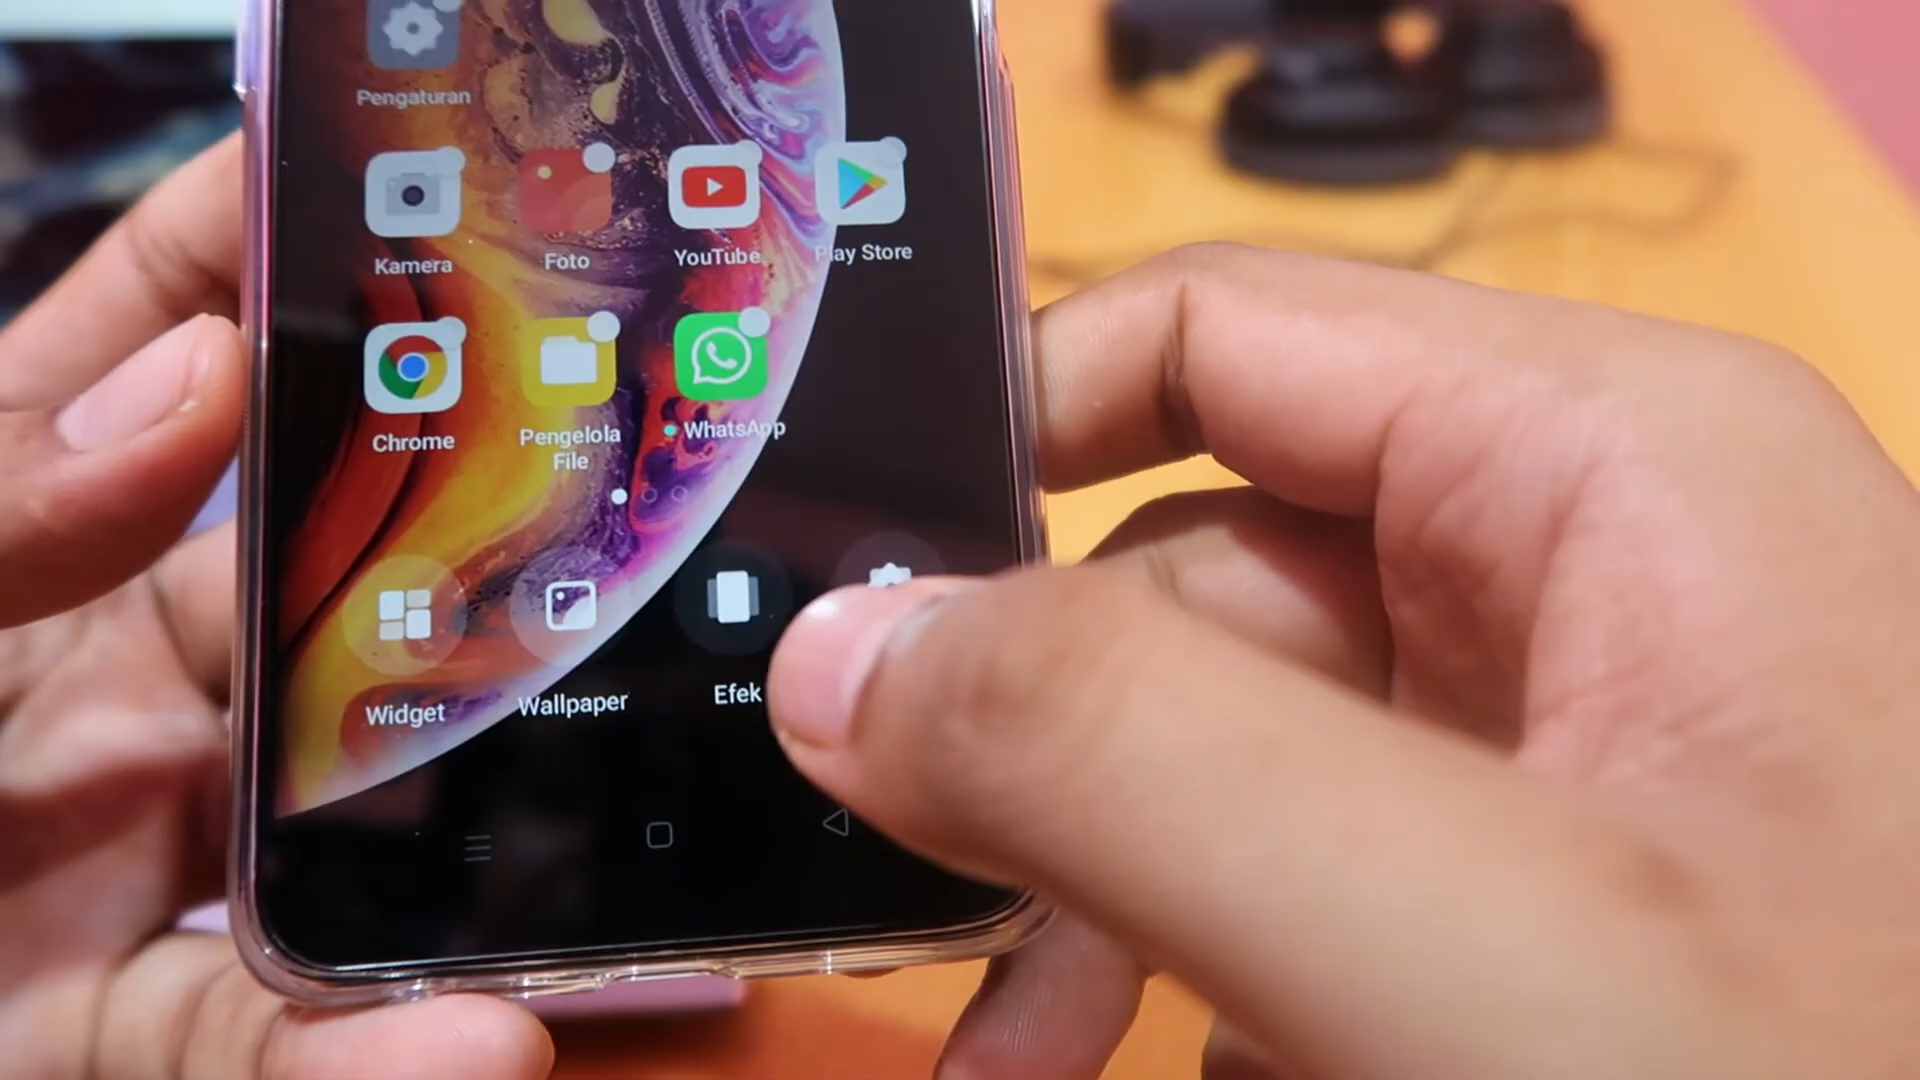 Pengaturan
Kamera
Foto
YouTube
Play Store
Chrome
Pengelola
File
WhatsApp
Widget
Wallpaper
Efek